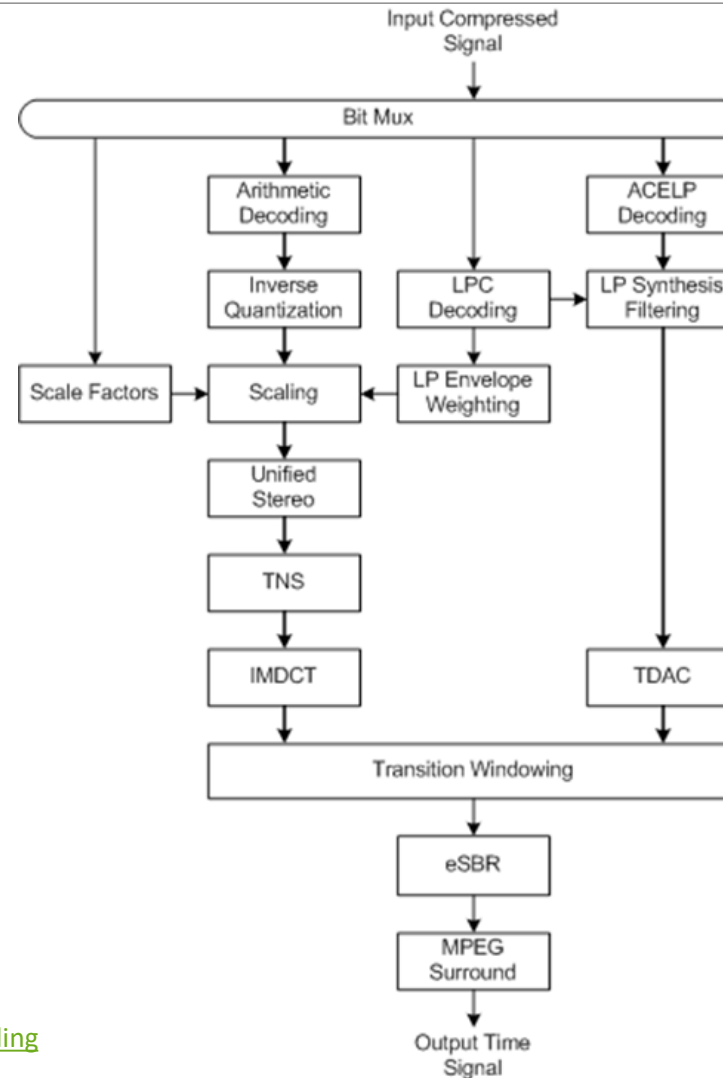 Input Compressed
Signal
Bit Mux
Arithmetic
Decoding
ACELP
Decoding
Inverse
Quantization
LPC
Decoding
LP Synthesis
Filtering
Scale Factors
Scaling
LP Envelope
Weighting
Unified
Stereo
TNS
IMDCT
TDAC
Transition Windowing
eSBR
MPEG
Surround
Output Time
Signal
ling